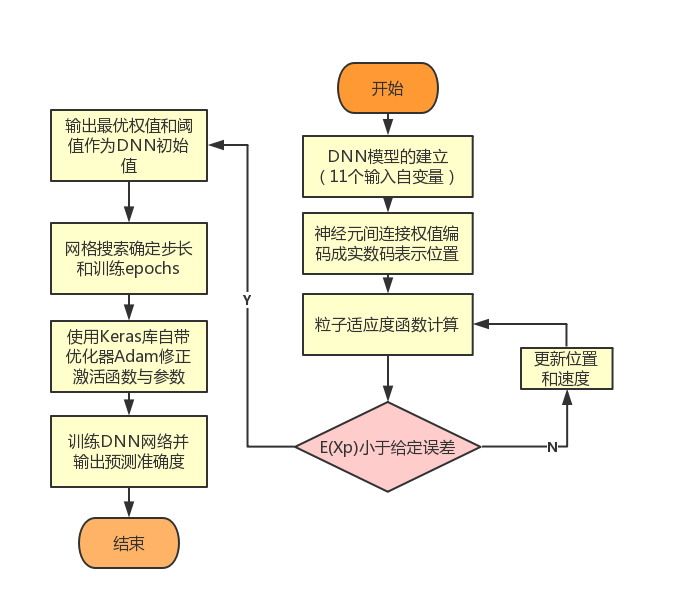 开始
DNN模型的建立
（11个输入自变量）
神经元间连接权值编
码成实数码表示位置
粒子适应度函数计算
更新位置
和速度
E(Xp)小于给定误差
N
Y
输出最优权值和阈
值作为DNN初始
值
网格搜索确定步长
和训练epochs
使用Keras库自带
优化器Adam修正
激活函数与参数
训练DNN网络并
输出预测准确度
结束